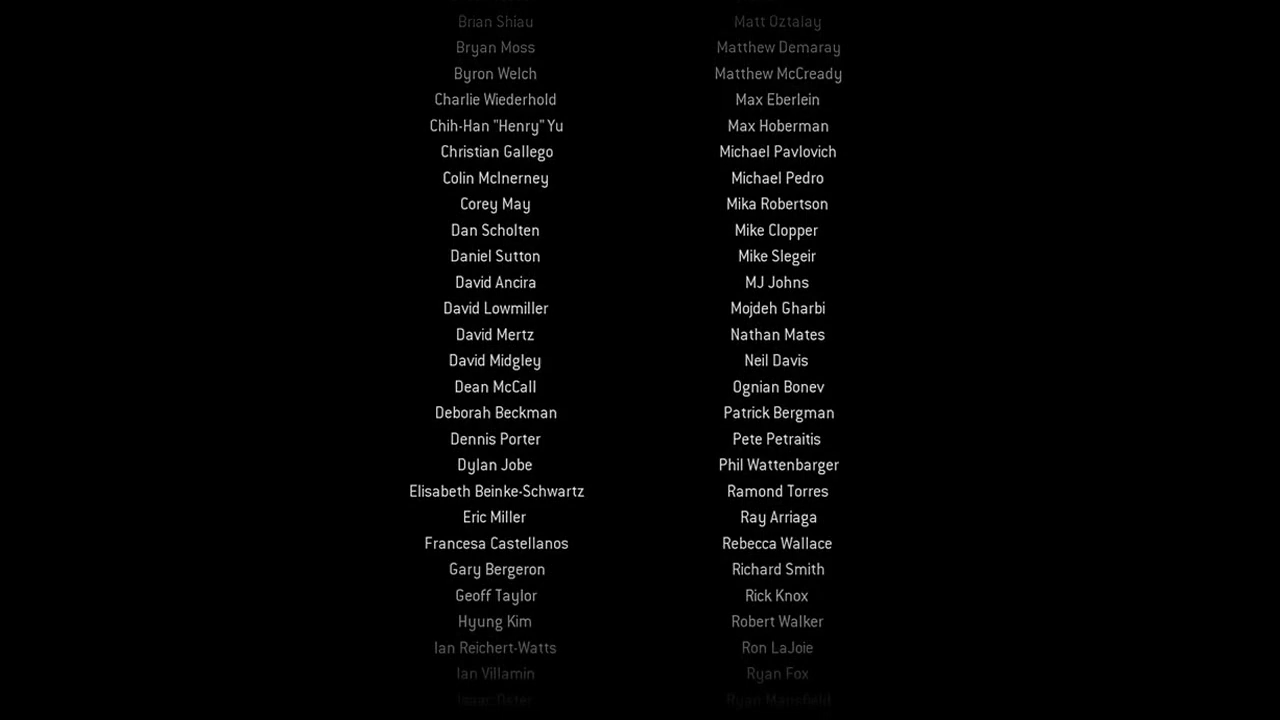 Brian Shiau
Bryan Moss
Byron Welch
Charlie Wiederhold
Chih-Han "Henry" Yu
Christian Gallego
Colin McInerney
Corey May
Dan Scholten
Daniel Sutton
David Ancira
David Lowmiller
David Mertz
David Midgley
Dean McCall
Deborah Beckman
Dennis Porter
Dylan Jobe
Elisabeth Beinke-Schwartz
Eric Miller
Francesa Castellanos
Gary Bergeron
Geoff Taylor
Hyung Kim
Ian Reichert-Watts
Ian Villamin
Isaac Oster
Matt Oztalay
Matthew Demaray
Matthew McCready
Max Eberlein
Max Hoberman
Michael Pavlovich
Michael Pedro
Mika Robertson
Mike Clopper
Mike Slegeir
MJ Johns
Mojdeh Gharbi
Nathan Mates
Neil Davis
Ognian Bonev
Patrick Bergman
Pete Petraitis
Phil Wattenbarger
Ramond Torres
Ray Arriaga
Rebecca Wallace
Richard Smith
Rick Knox
Robert Walker
Ron LaJoie
Ryan Fox
Ryan Mansfield